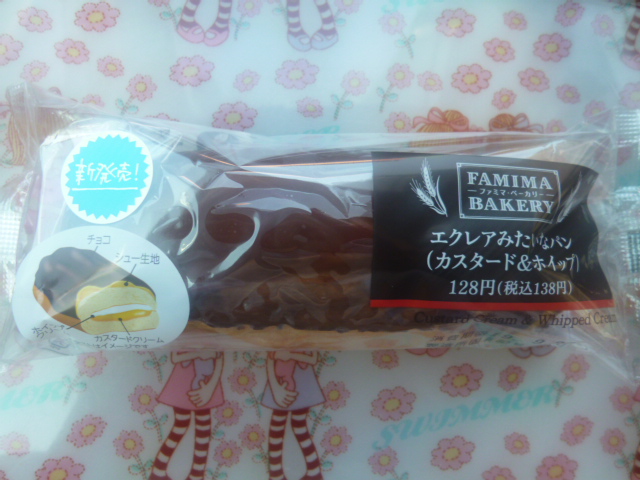 新発売!
チョコ
シュー生地
カスタードクリーム
FAMIMA
ファミマ・ベーカリー
BAKERY
エクレアみたいなパン
(カスタード&ホイップ)
128円(税込138円)
Custard Cream & Whipped Cream
SWIMMER